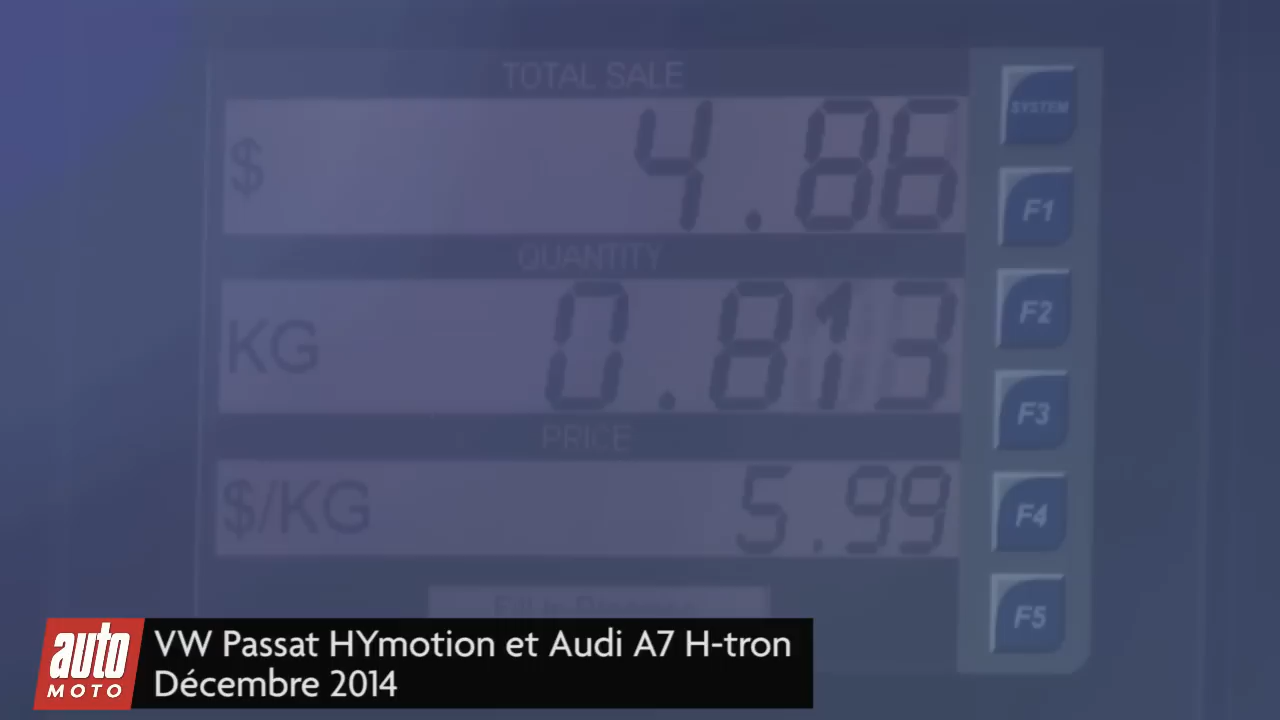 TOTAL SALE
$ 4.86
SYSTEM
F1
QUANTITY
KG 0.813
F2
F3
PRICE
$/KG 5.99
F4
F5
auto
MOTO
VW Passat HYmotion et Audi A7 H-tron
Décembre 2014